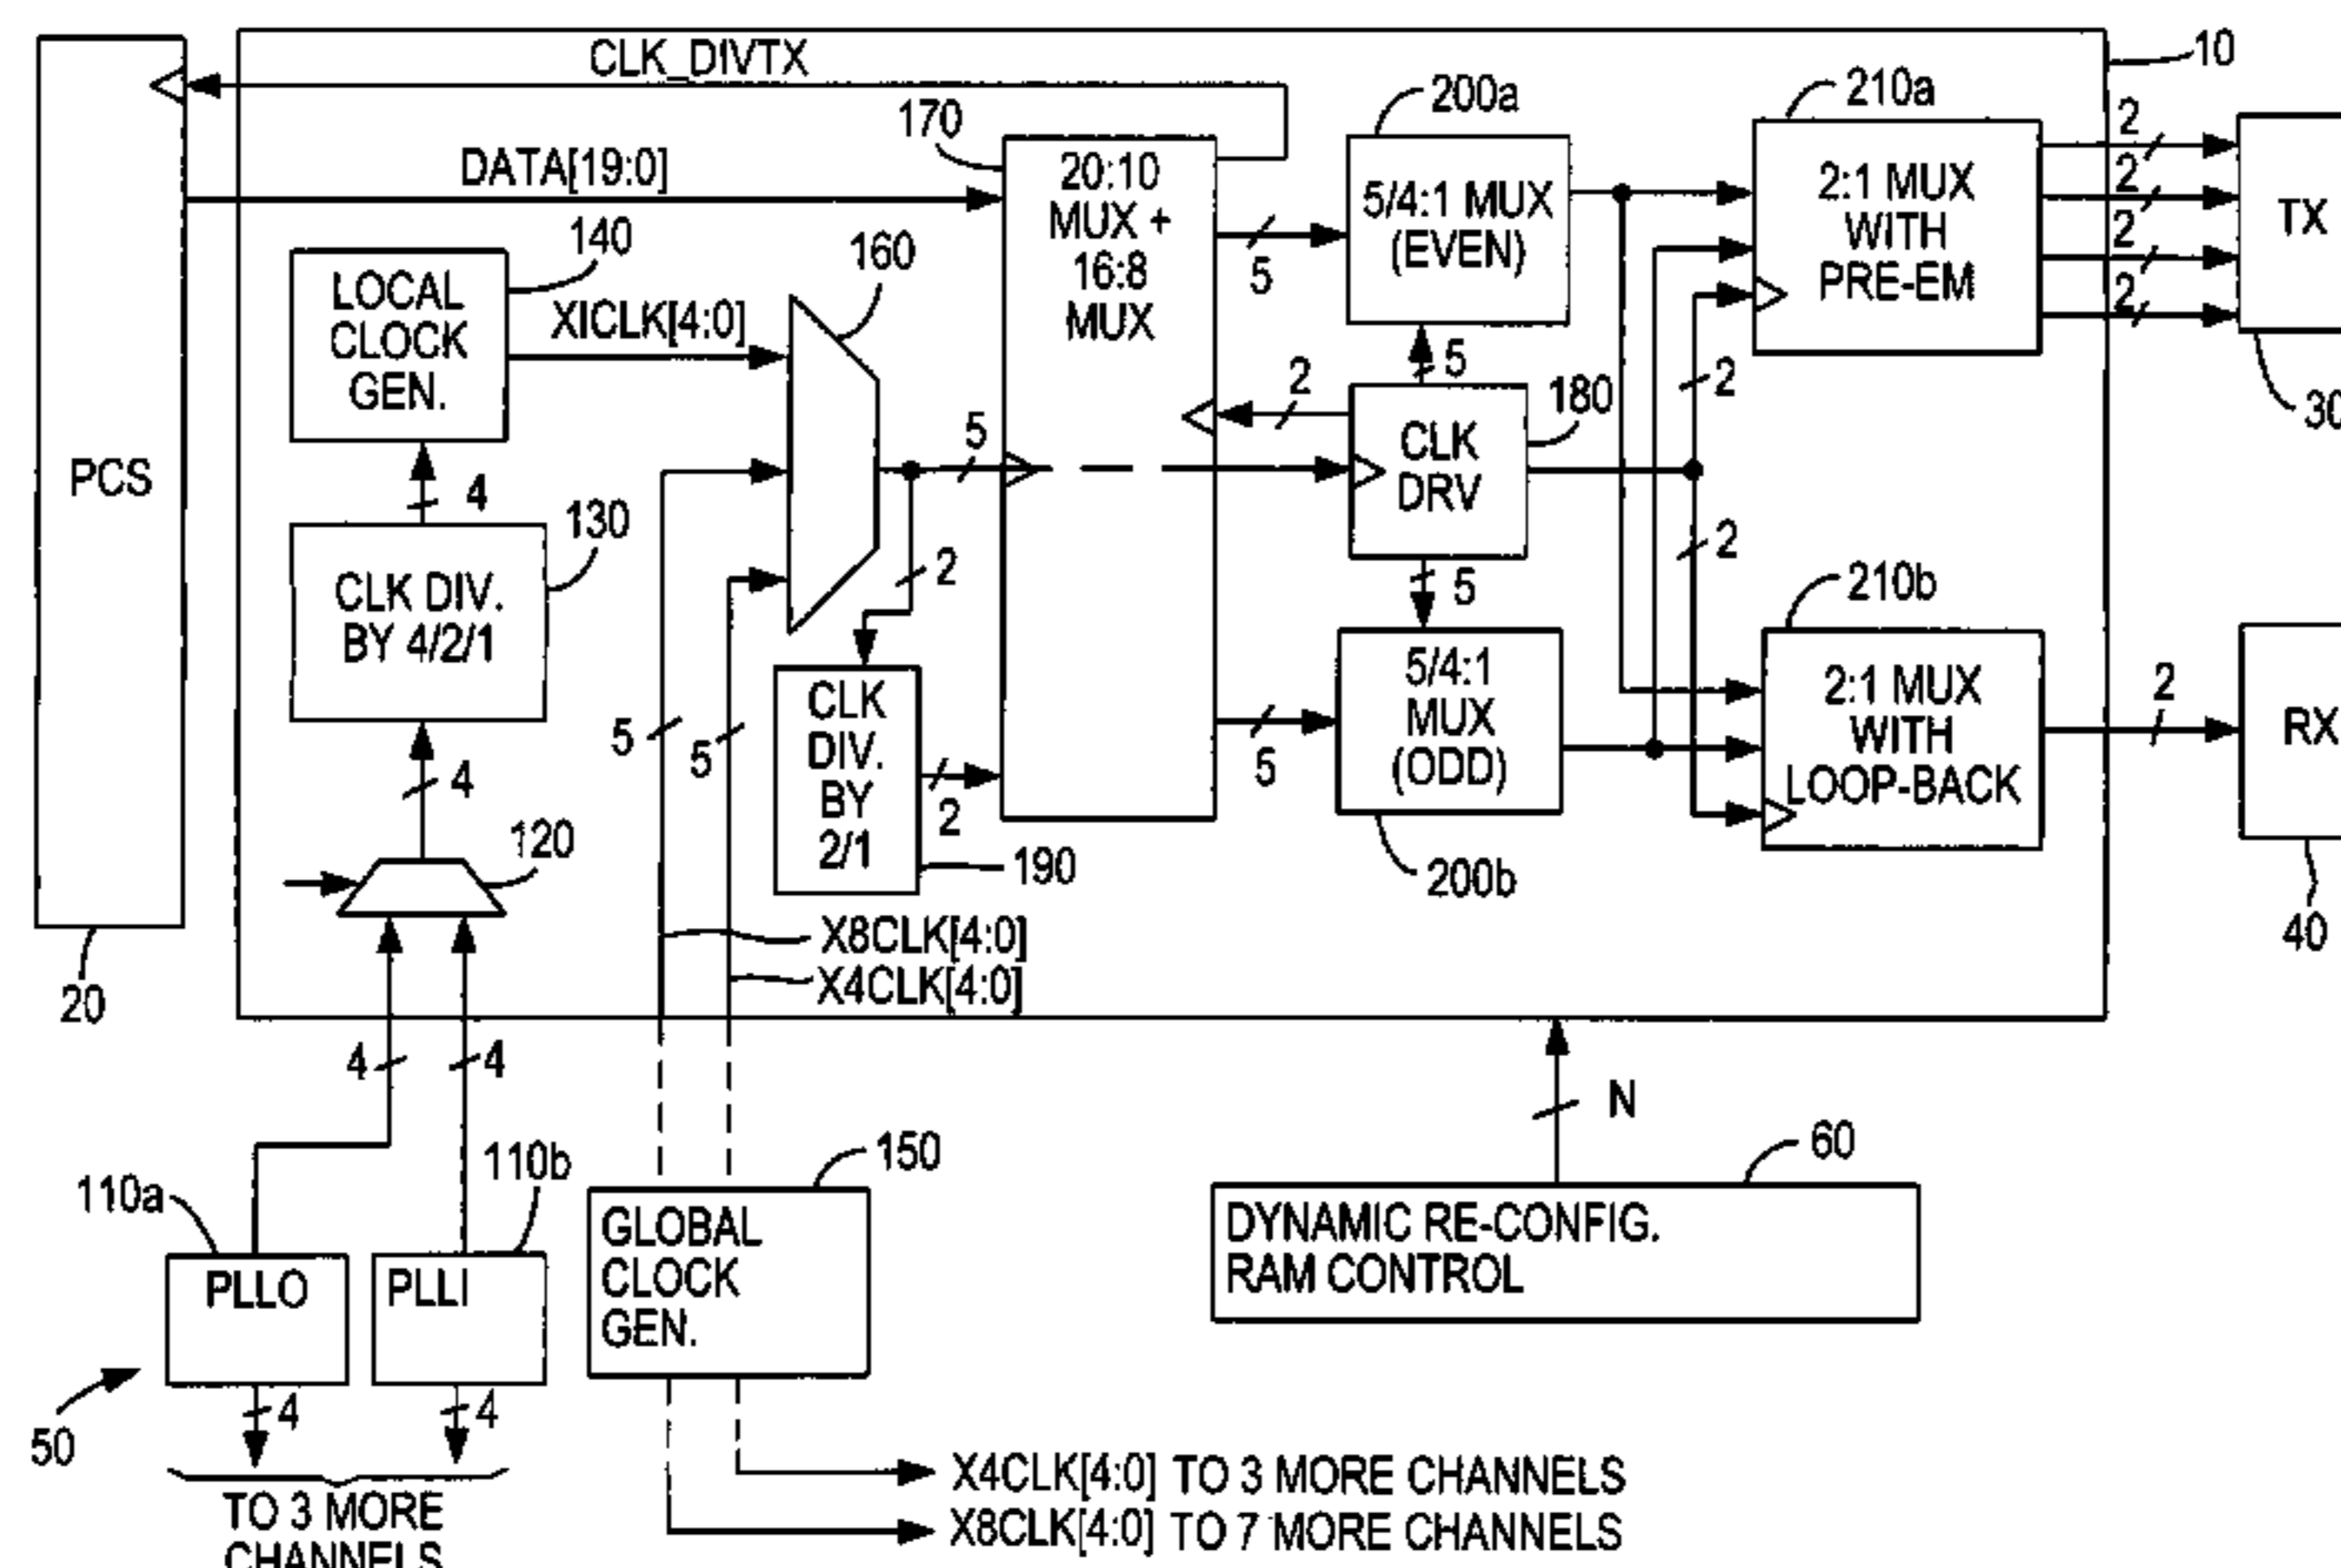 CLK_DIVTX
10
200a
210a
170
2
DATA[19:0]
20:10
MUX +
16:8
MUX
5/4:1 MUX
(EVEN)
2:1 MUX
WITH
PRE-EM
2
2
2
TX
140
160
LOCAL
CLOCK
GEN.
XICLK[4:0]
5
5
2
180
2
30
PCS
5
CLK
DRV
4
130
CLK DIV.
BY 4/2/1
2
5
2
210b
5/4:1
MUX
(ODD)
2:1 MUX
WITH
LOOP-BACK
2
RX
CLK
DIV.
BY
2/1
5
5
5
4
2
120
190
200b
40
X8CLK[4:0]
X4CLK[4:0]
20
4
4
N
110a
110b
150
60
PLLO
PLLI
GLOBAL
CLOCK
GEN.
DYNAMIC RE-CONFIG.
RAM CONTROL
50
4
4
X4CLK[4:0] TO 3 MORE CHANNELS
X8CLK[4:0] TO 7 MORE CHANNELS
TO 3 MORE
CHANNELS